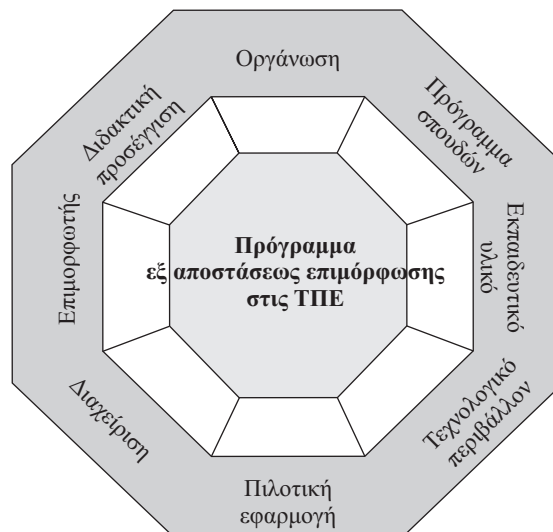 Οργάνωση
Πρόγραμμα
σπουδών
Εκπαιδευτικό
υλικό
Τεχνολογικό
περιβάλλον
Πιλοτική
εφαρμογή
Διαχείριση
Επιμορφωτής
Διδακτική
προσέγγιση
Πρόγραμμα
εξ αποστάσεως επιμόρφωσης
στις ΤΠΕ